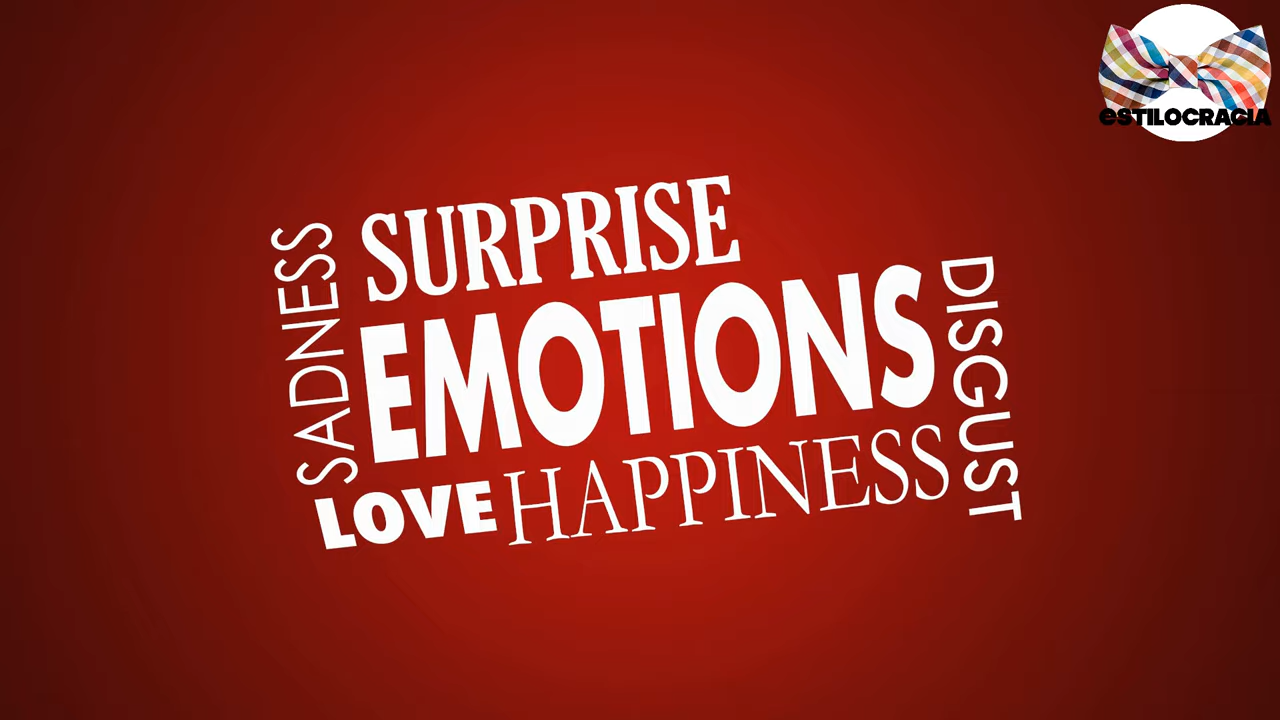 eSTILOCRACIA
SURPRISE
SADNESS
EMOTIONS
DISGUST
LOVE
HAPPINESS